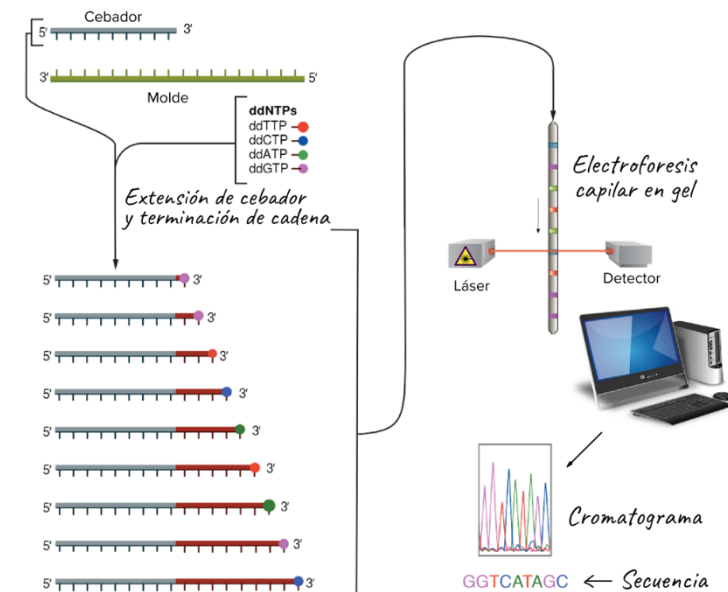 Cebador
5' 3'
3' 5'
Molde
ddNTPs
ddTTP
ddCTP
ddATP
ddGTP
Extensión de cebador
y terminación de cadena
5' 3'
5' 3'
5' 3'
5' 3'
5' 3'
5' 3'
5' 3'
5' 3'
5' 3'
Electroforesis
capilar en gel
Láser
Detector
Cromatograma
GGTCATAGC ← Secuencia